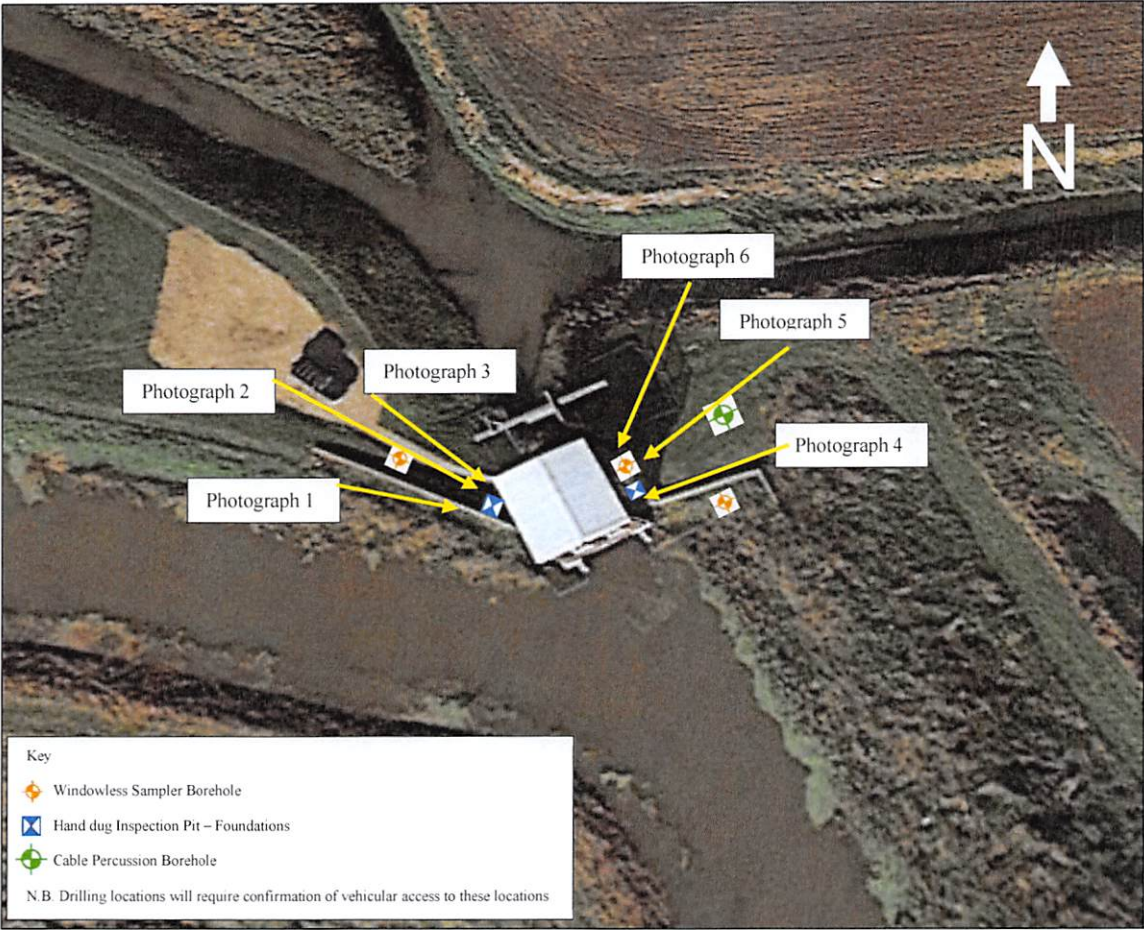 N
Photograph 6
Photograph 5
Photograph 3
Photograph 2
Photograph 4
Photograph 1
Key
Windowless Sampler Borehole
Hand dug Inspection Pit – Foundations
Cable Percussion Borehole
N.B. Drilling locations will require confirmation of vehicular access to these locations